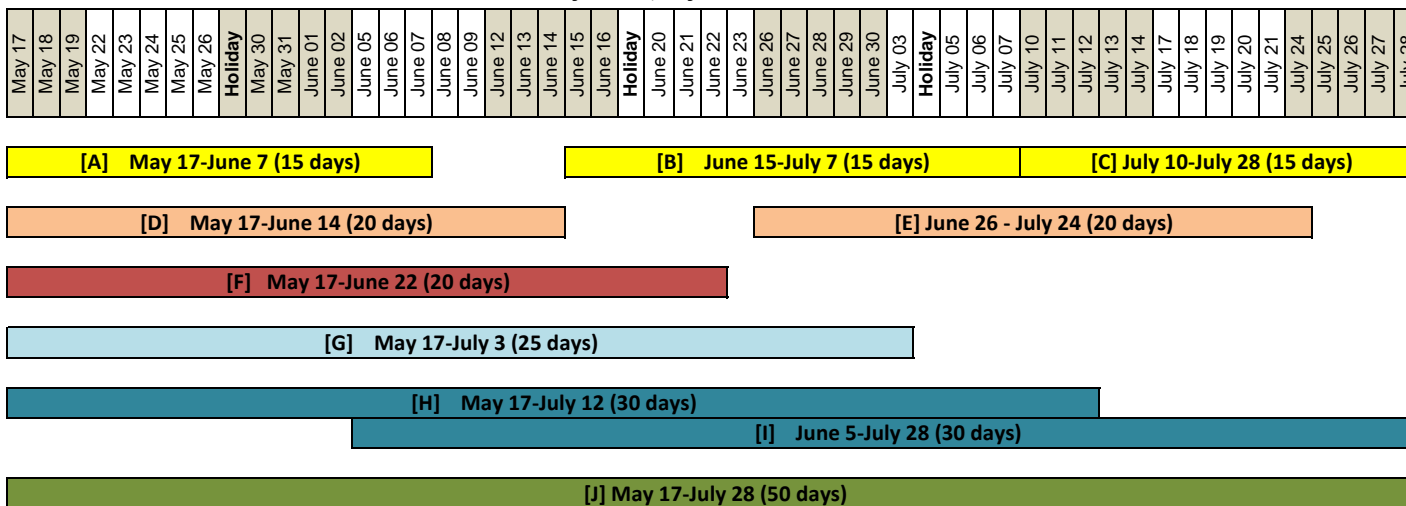 May 17
May 18
May 19
May 22
May 23
May 24
May 25
May 26
Holiday
May 30
May 31
June 01
June 02
June 05
June 06
June 07
June 08
June 09
June 12
June 13
June 14
June 15
June 16
Holiday
June 20
June 21
June 22
June 23
June 26
June 27
June 28
June 29
June 30
July 03
Holiday
July 05
July 06
July 07
July 10
July 11
July 12
July 13
July 14
July 17
July 18
July 19
July 20
July 21
July 24
July 25
July 26
July 27
July 28
[A] May 17-June 7 (15 days)
[B] June 15-July 7 (15 days)
[C] July 10-July 28 (15 days)
[D] May 17-June 14 (20 days)
[E] June 26 - July 24 (20 days)
[F] May 17-June 22 (20 days)
[G] May 17-July 3 (25 days)
[H] May 17-July 12 (30 days)
[I] June 5-July 28 (30 days)
[J] May 17-July 28 (50 days)